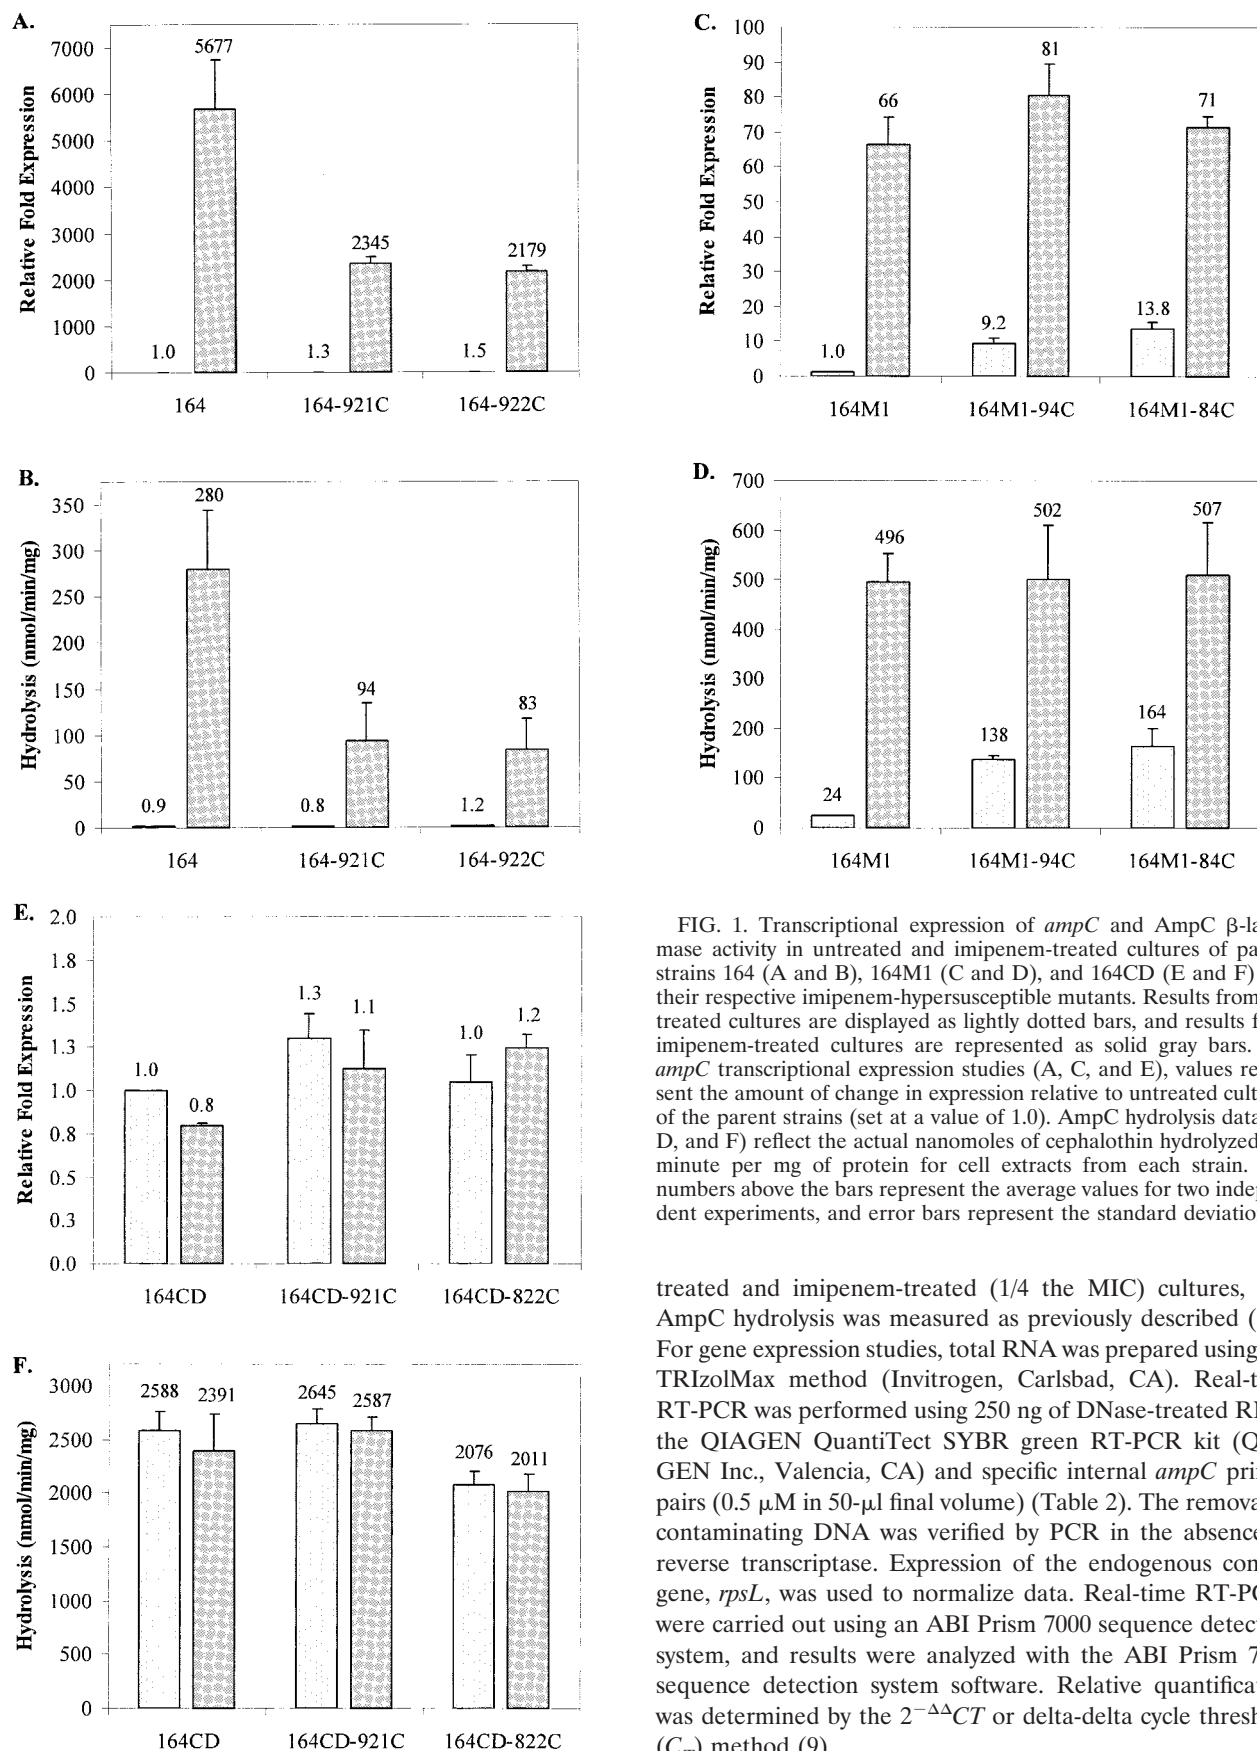 A.
Relative Fold Expression
7000
6000
5000
4000
3000
2000
1000
0
5677
2345
2179
1.0
1.3
1.5
164
164-921C
164-922C
B.
Hydrolysis (nmol/min/mg)
350
300
250
200
150
100
50
0
280
94
83
0.9
0.8
1.2
164
164-921C
164-922C
C.
Relative Fold Expression
100
90
80
70
60
50
40
30
20
10
0
1.0
66
9.2
81
13.8
71
164M1
164M1-94C
164M1-84C
D.
Hydrolysis (nmol/min/mg)
700
600
500
400
300
200
100
0
24
496
138
502
164
507
164M1
164M1-94C
164M1-84C
E.
Relative Fold Expression
2.0
1.8
1.5
1.3
1.0
0.8
0.5
0.3
0.0
1.0
0.8
1.3
1.1
1.0
1.2
164CD
164CD-921C
164CD-822C
F.
Hydrolysis (nmol/min/mg)
3000
2500
2000
1500
1000
500
0
2588
2391
2645
2587
2076
2011
164CD
164CD-921C
164CD-822C
FIG. 1. Transcriptional expression of ampC and AmpC β-la
mase activity in untreated and imipenem-treated cultures of pa
strains 164 (A and B), 164M1 (C and D), and 164CD (E and F)
their respective imipenem-hypersusceptible mutants. Results from
treated cultures are displayed as lightly dotted bars, and results f
imipenem-treated cultures are represented as solid gray bars.
ampC transcriptional expression studies (A, C, and E), values re
sent the amount of change in expression relative to untreated cult
of the parent strains (set at a value of 1.0). AmpC hydrolysis data
D, and F) reflect the actual nanomoles of cephalothin hydrolyzed
minute per mg of protein for cell extracts from each strain.
numbers above the bars represent the average values for two indep
dent experiments, and error bars represent the standard deviation
treated and imipenem-treated (1/4 the MIC) cultures,
AmpC hydrolysis was measured as previously described (
For gene expression studies, total RNA was prepared using
TRIzolMax method (Invitrogen, Carlsbad, CA). Real-t
RT-PCR was performed using 250 ng of DNase-treated R
the QIAGEN QuantiTect SYBR green RT-PCR kit (Q
GEN Inc., Valencia, CA) and specific internal ampC pri
pairs (0.5 μM in 50-μl final volume) (Table 2). The remova
contaminating DNA was verified by PCR in the absence
reverse transcriptase. Expression of the endogenous con
gene, rpsL, was used to normalize data. Real-time RT-P
were carried out using an ABI Prism 7000 sequence detec
system, and results were analyzed with the ABI Prism 7
sequence detection system software. Relative quantifica
was determined by the 2−ΔΔCT or delta-delta cycle thresh
(CT) method (9)